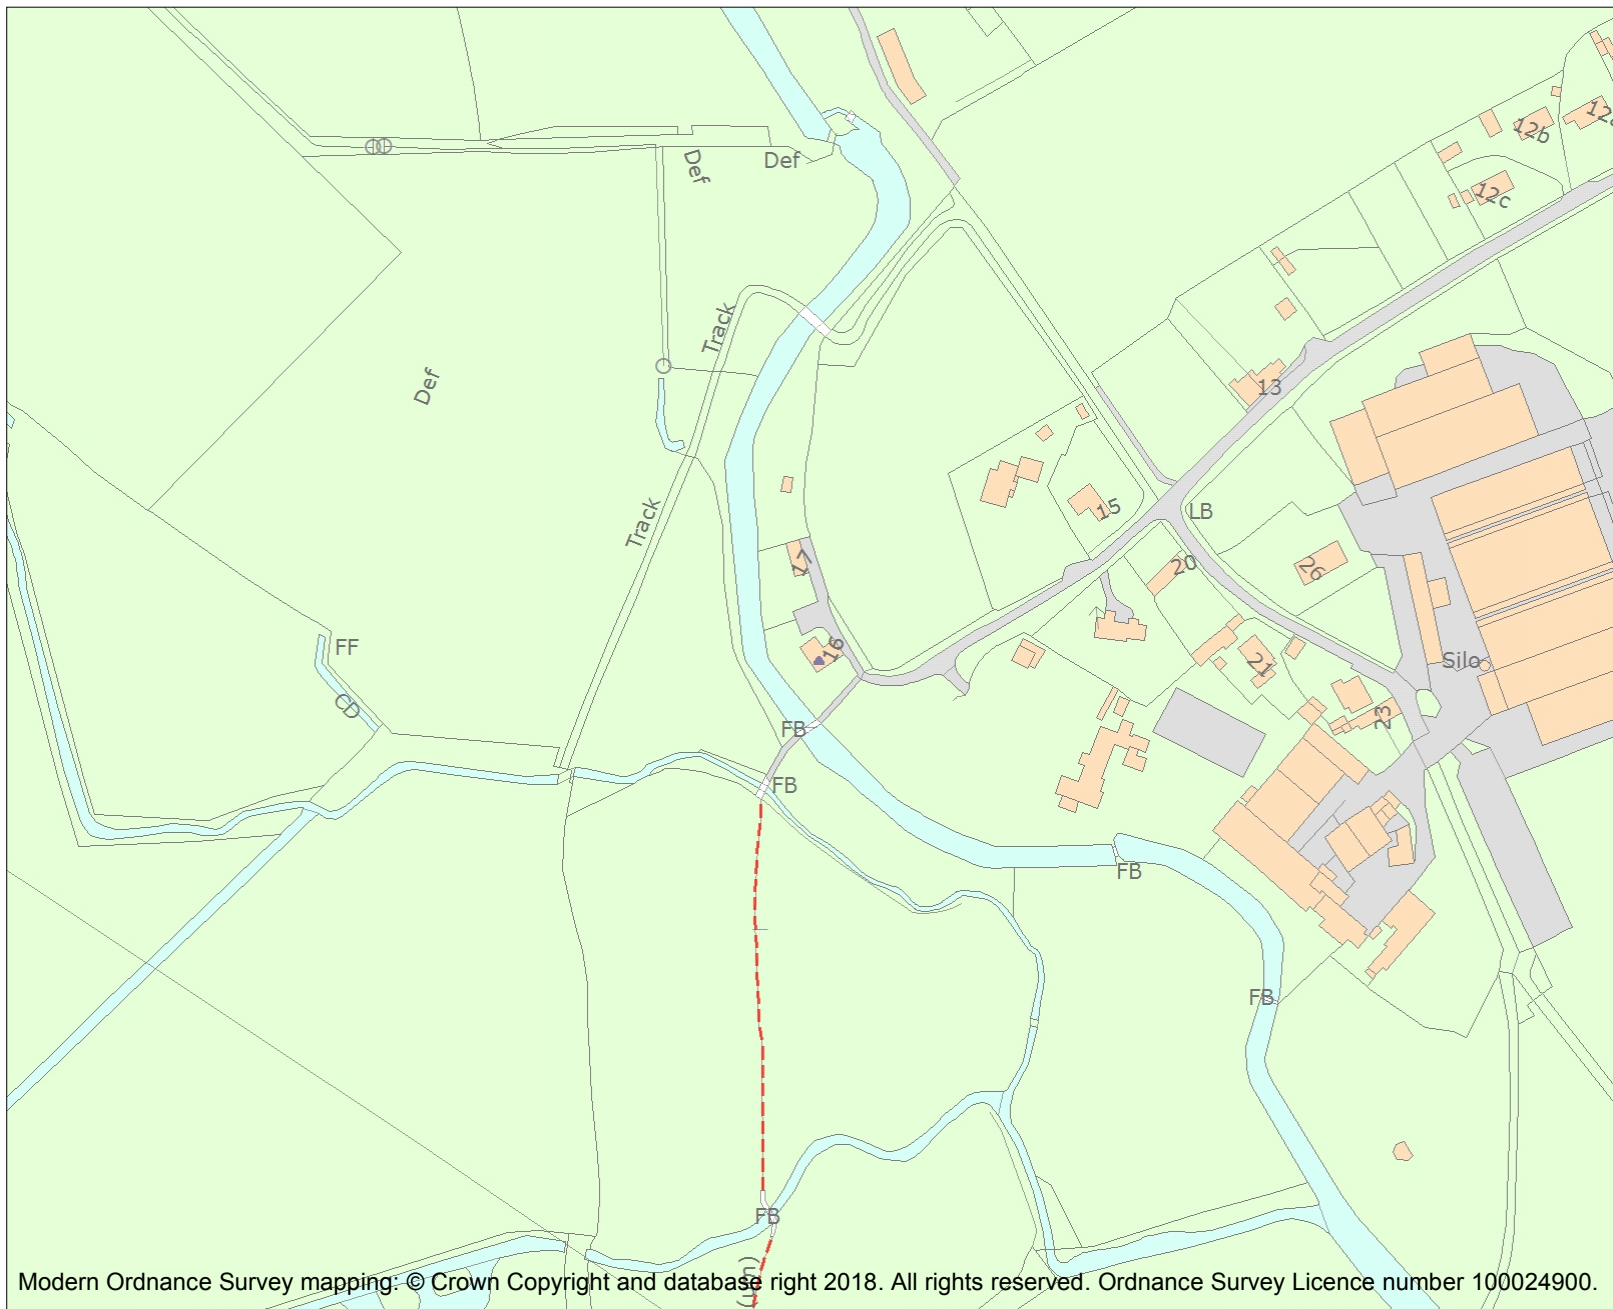 12a
12b
12c
Def
Def
Track
Def
13
LB
15
Track
20
17
26
16
FF
Silo
21
CD
23
FB
FB
FB
FB
FB
(um)
Modern Ordnance Survey mapping: © Crown Copyright and database right 2018. All rights reserved. Ordnance Survey Licence number 100024900.